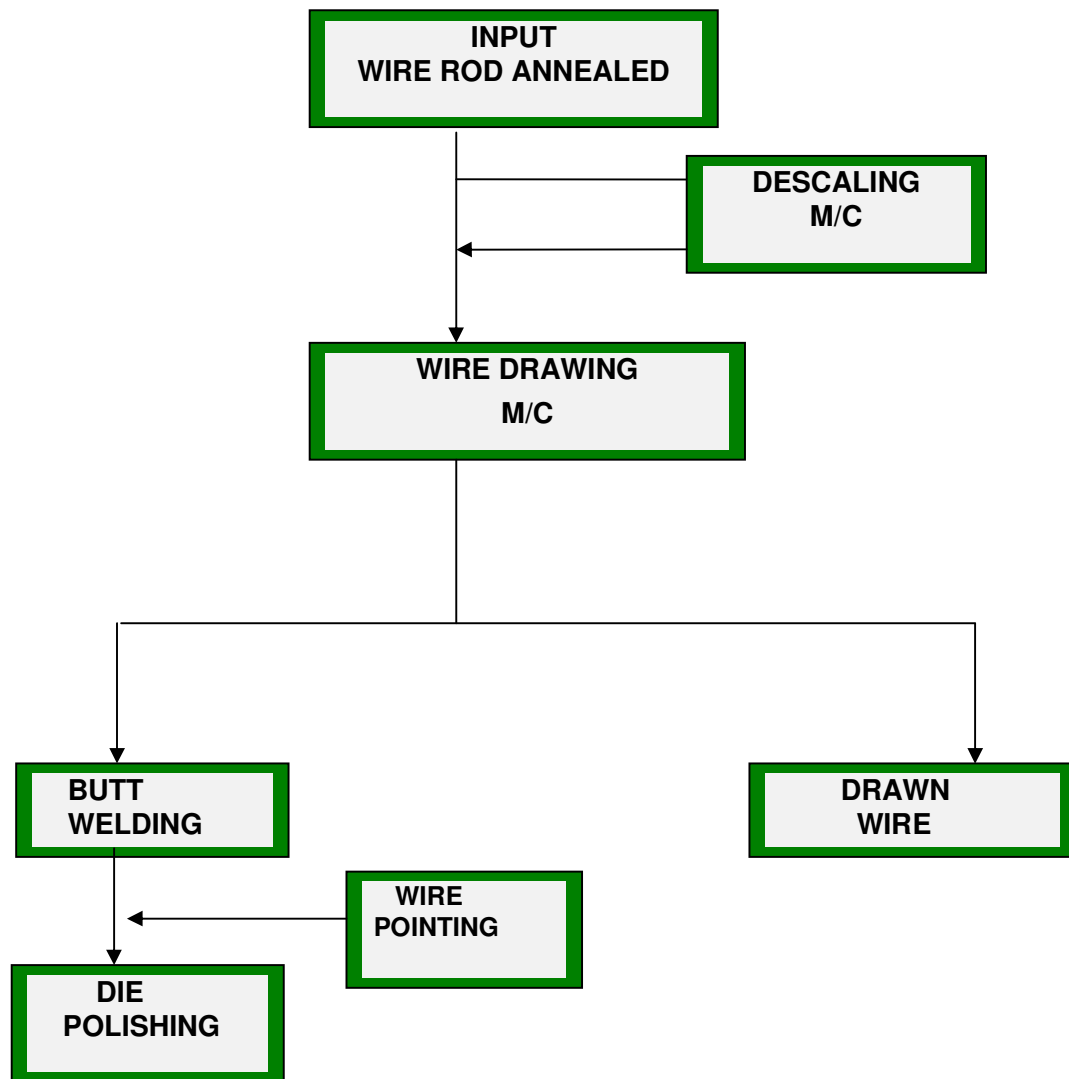 INPUT
WIRE ROD ANNEALED
DESCALING
M/C
WIRE DRAWING
M/C
BUTT
WELDING
DRAWN
WIRE
WIRE
POINTING
DIE
POLISHING